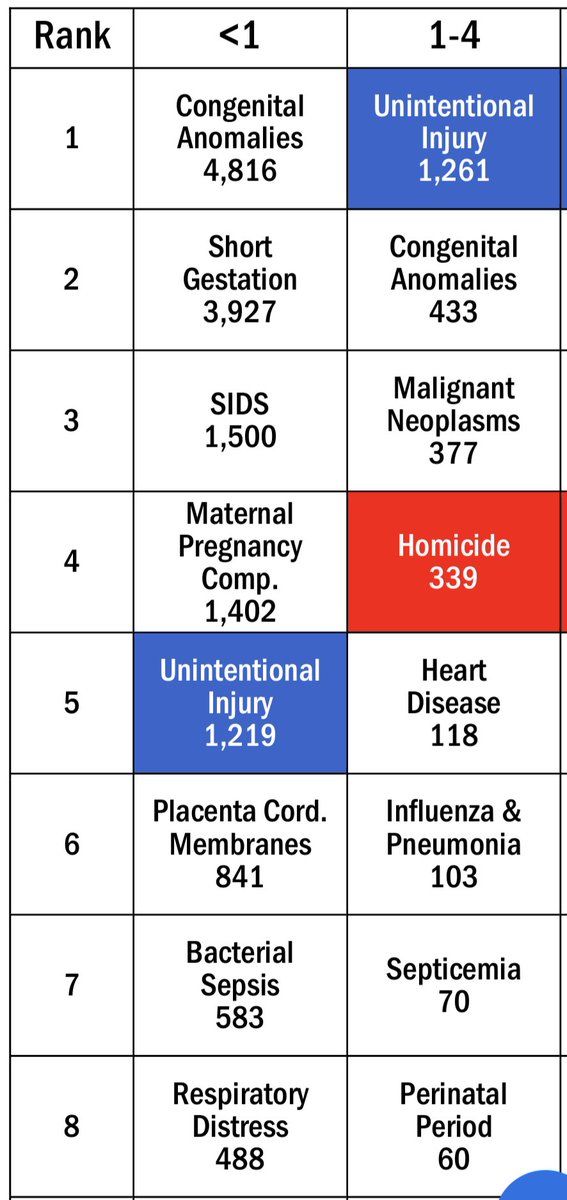 Rank <1 1-4
1
Congenital
Anomalies
4,816
Unintentional
Injury
1,261
2
Short
Gestation
3,927
Congenital
Anomalies
433
3
SIDS
1,500
Malignant
Neoplasms
377
4
Maternal
Pregnancy
Comp.
1,402
Homicide
339
5
Unintentional
Injury
1,219
Heart
Disease
118
6
Placenta Cord.
Membranes
841
Influenza &
Pneumonia
103
7
Bacterial
Sepsis
583
Septicemia
70
8
Respiratory
Distress
488
Perinatal
Period
60